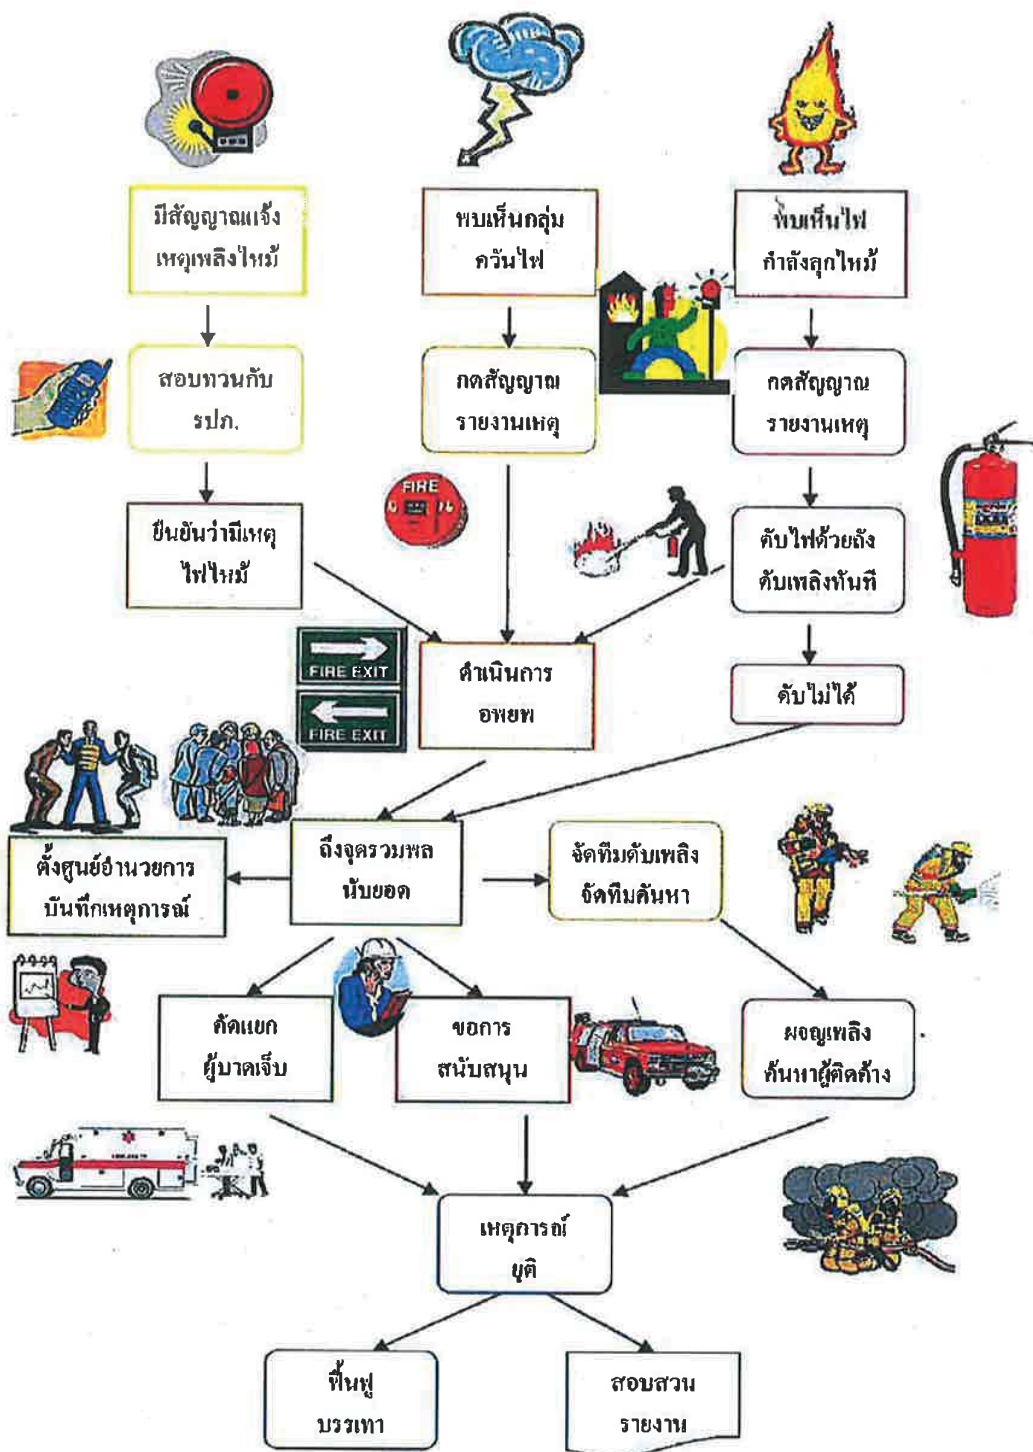 มีสัญญาณแจ้ง
เหตุเพลิงไหม้
พบเห็นกลุ่ม
ควันไฟ
พบเห็นไฟ
กำลังลุกไหม้
สอบทวนกับ
รปภ.
กดสัญญาณ
รายงานเหตุ
กดสัญญาณ
รายงานเหตุ
FIRE
ยืนยันว่ามีเหตุ
ไฟไหม้
ดับไฟด้วยถัง
ดับเพลิงทันที
FIRE EXIT
FIRE EXIT
ดำเนินการ
อพยพ
ดับไม่ได้
ตั้งศูนย์อำนวยการ
บันทึกเหตุการณ์
ถึงจุดรวมพล
นับยอด
จัดทีมดับเพลิง
จัดทีมค้นหา
คัดแยก
ผู้บาดเจ็บ
ขอการ
สนับสนุน
ผจญเพลิง
ค้นหาผู้ติดค้าง
เหตุการณ์
ยุติ
ฟื้นฟู
บรรเทา
สอบสวน
รายงาน